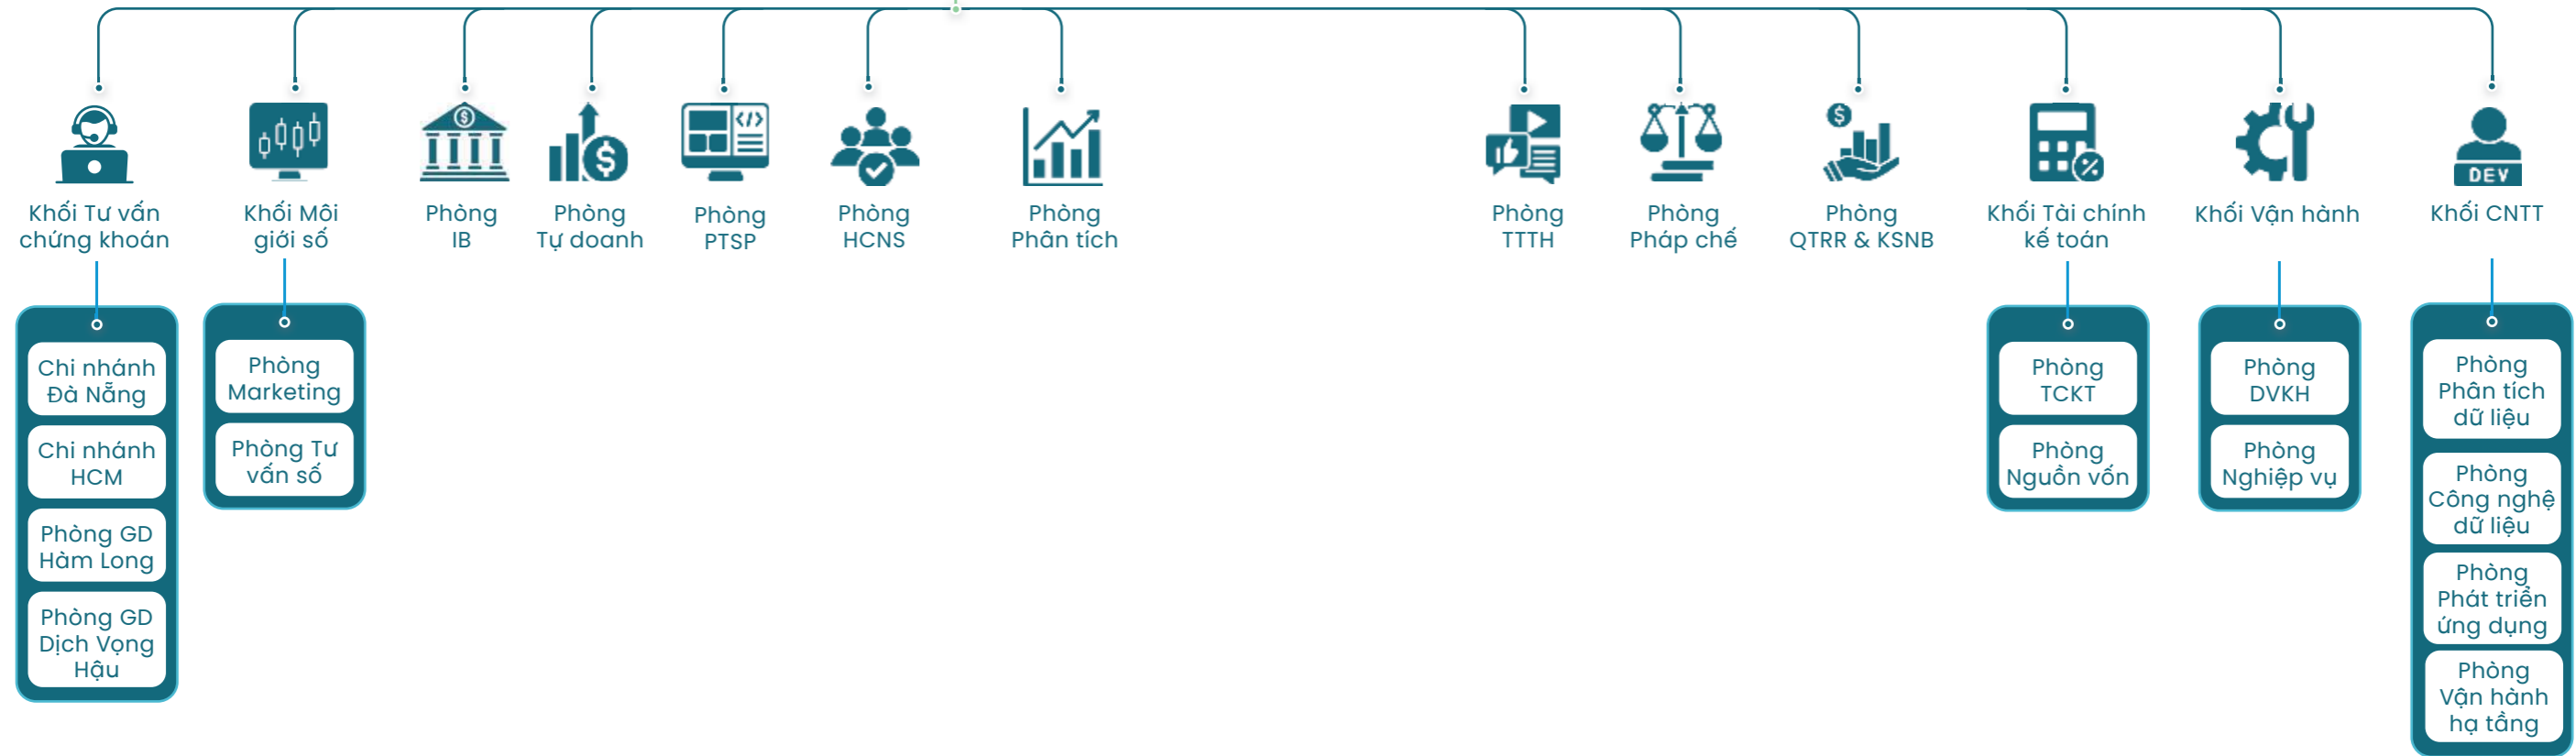 Khối Tư vấn
chứng khoán
Khối Môi
giới số
Phòng
IB
Phòng
Tự doanh
</>
Phòng
PTSP
Phòng
HCNS
Phòng
Phân tích
Phòng
TTTH
Phòng
Pháp chế
Phòng
QTRR & KSNB
Khối Tài chính
kế toán
Khối Vận hành
DEV
Khối CNTT
Chi nhánh
Đà Nẵng
Chi nhánh
HCM
Phòng GD
Hàm Long
Phòng GD
Dịch Vọng
Hậu
Phòng
Marketing
Phòng Tư
vấn số
Phòng
TCKT
Phòng
Nguồn vốn
Phòng
DVKH
Phòng
Nghiệp vụ
Phòng
Phân tích
dữ liệu
Phòng
Công nghệ
dữ liệu
Phòng
Phát triển
ứng dụng
Phòng
Vận hành
hạ tầng